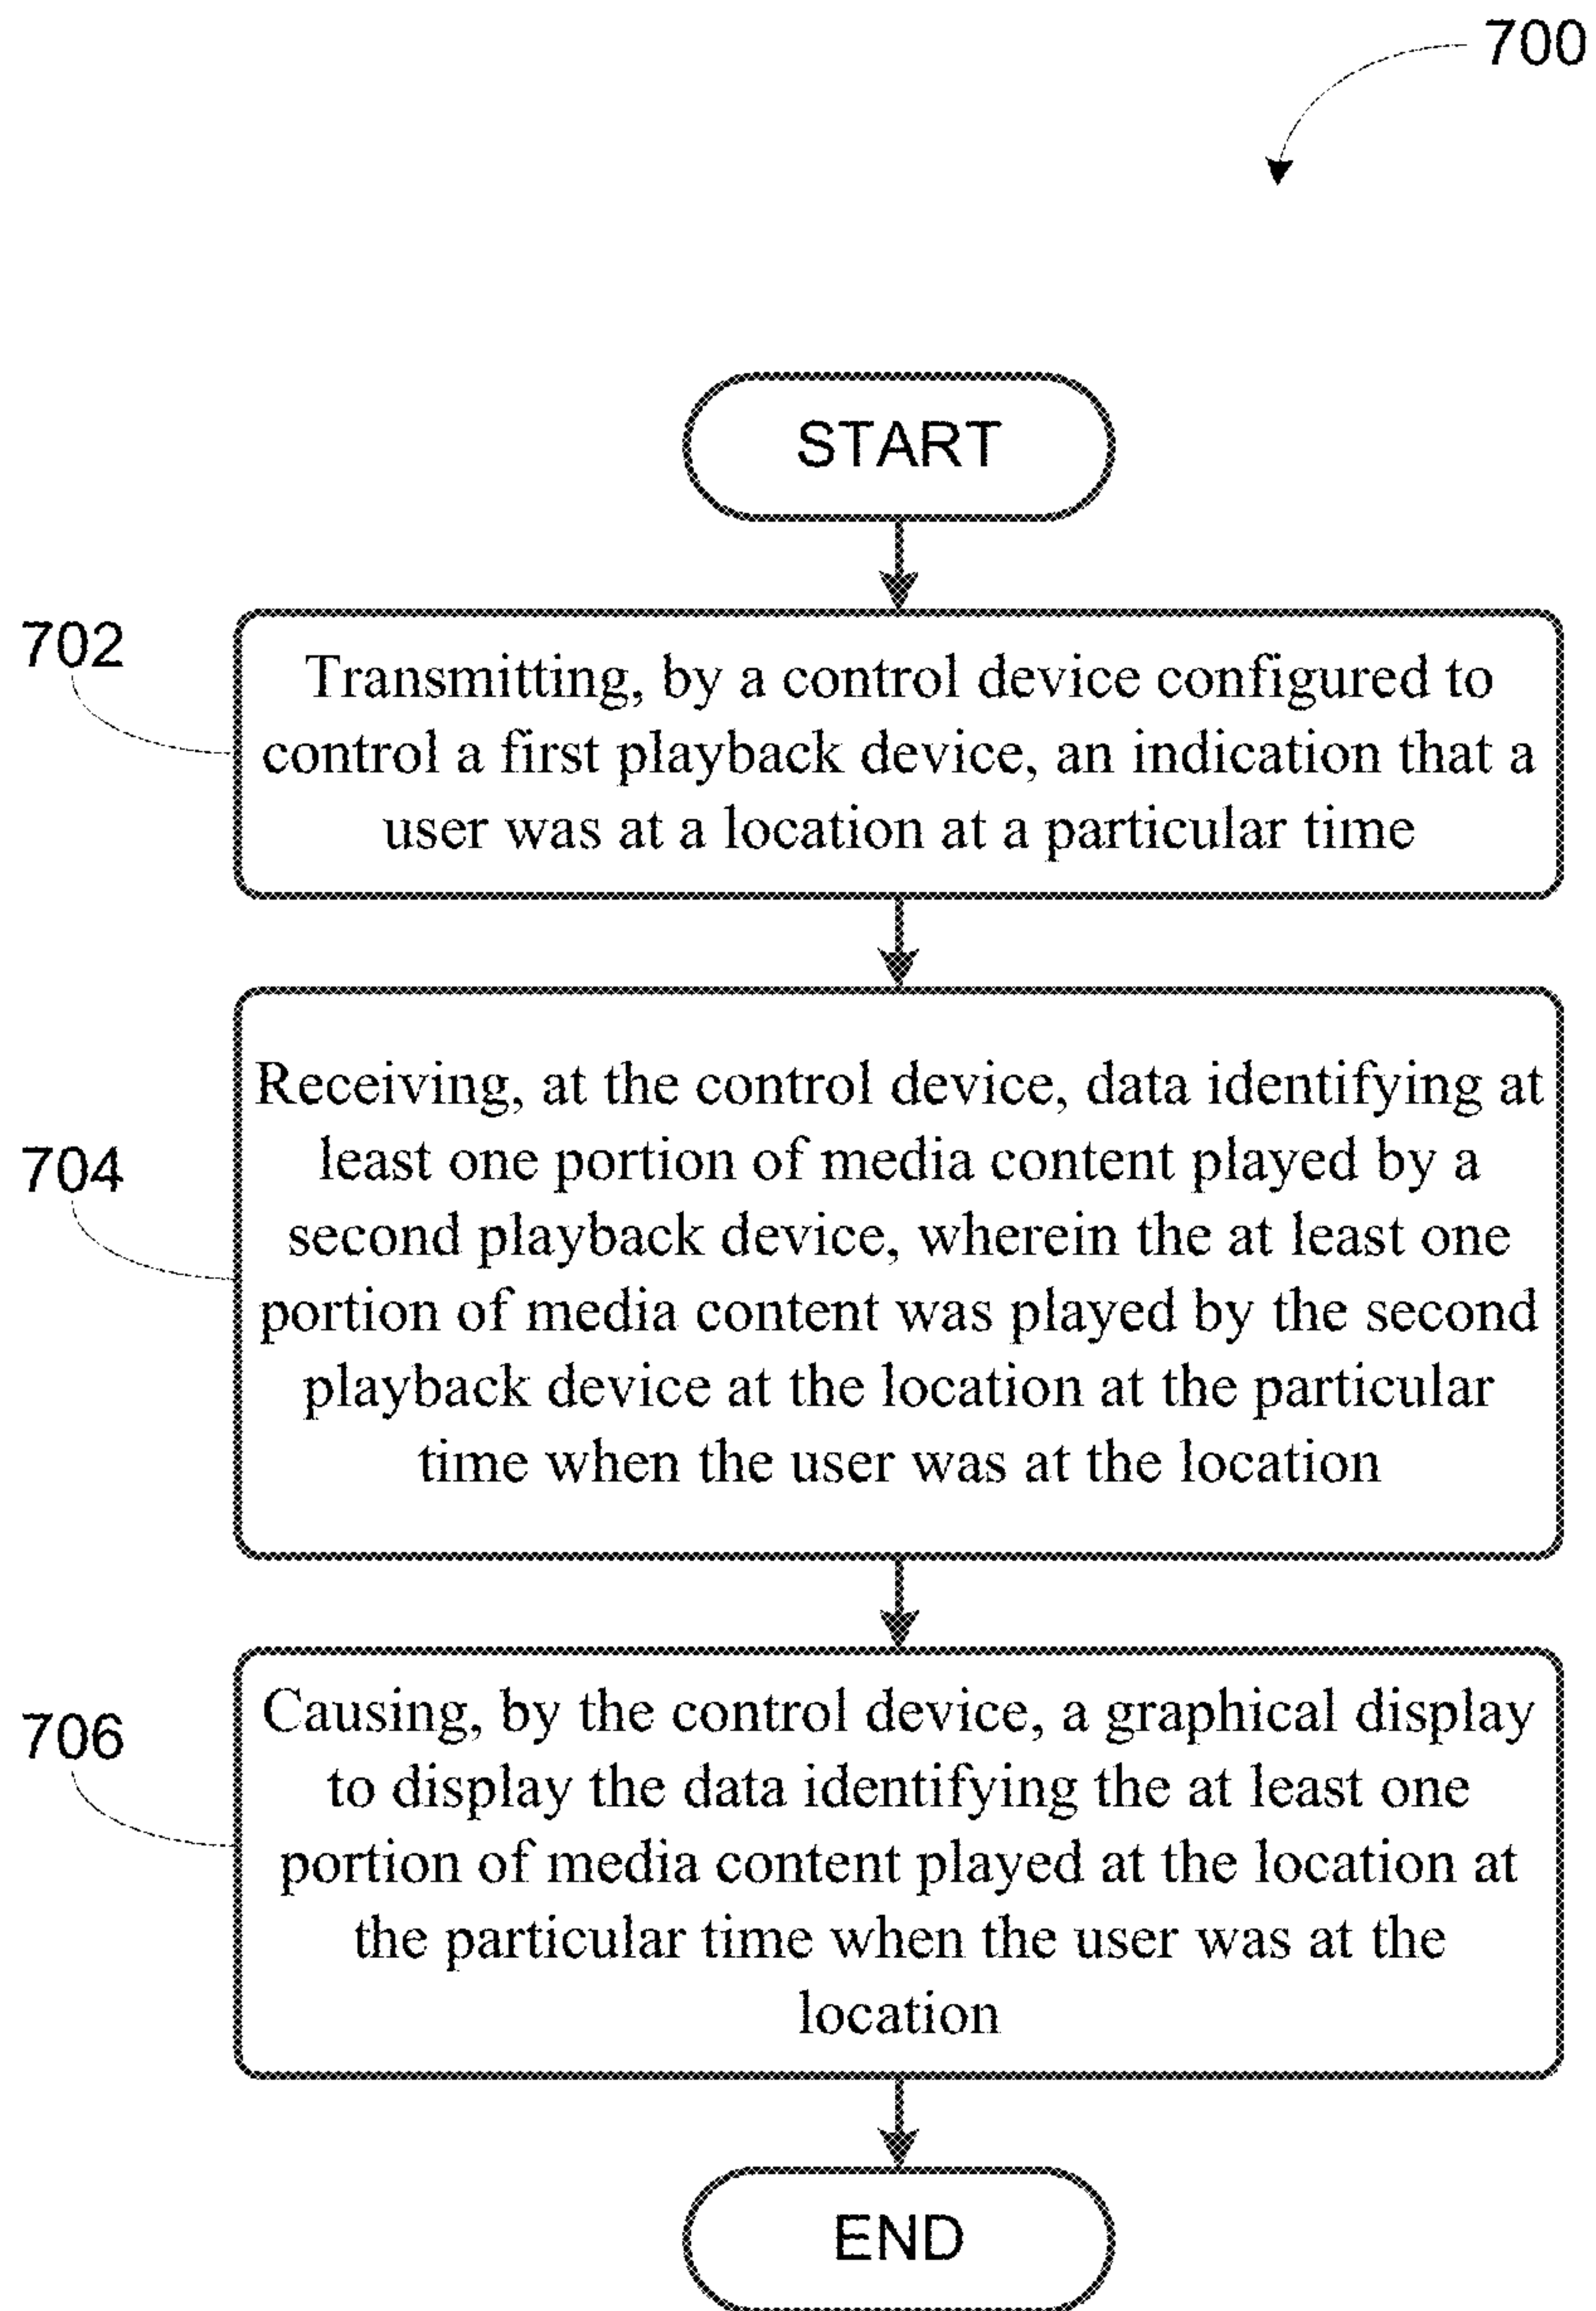 700
START
702
Transmitting, by a control device configured to
control a first playback device, an indication that a
user was at a location at a particular time
704
Receiving, at the control device, data identifying at
least one portion of media content played by a
second playback device, wherein the at least one
portion of media content was played by the second
playback device at the location at the particular
time when the user was at the location
706
Causing, by the control device, a graphical display
to display the data identifying the at least one
portion of media content played at the location at
the particular time when the user was at the
location
END